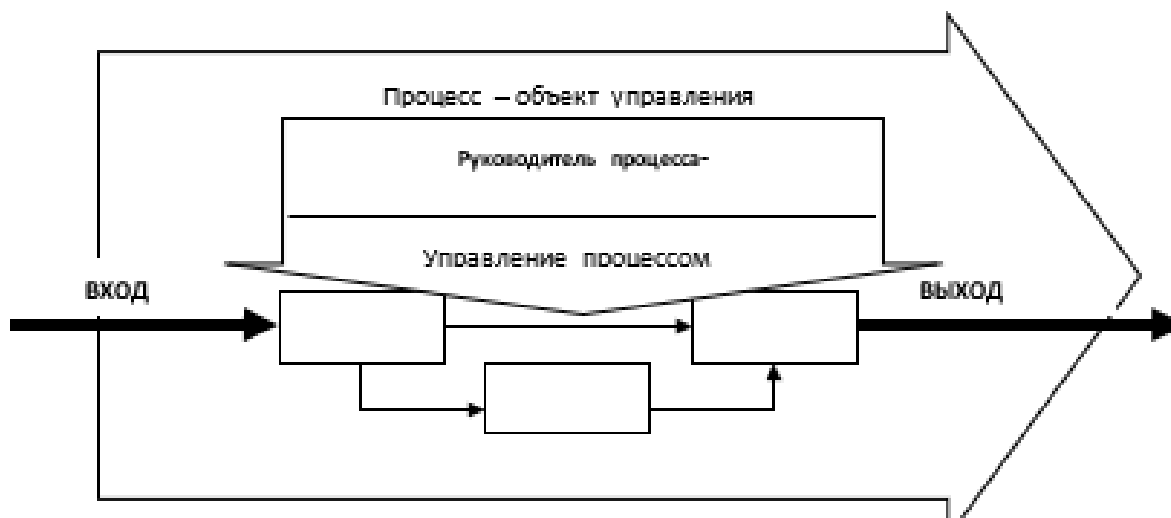 Процесс – объект управления
Руководитель процесса-
Управление процессом
ВХОД
ВЫХОД